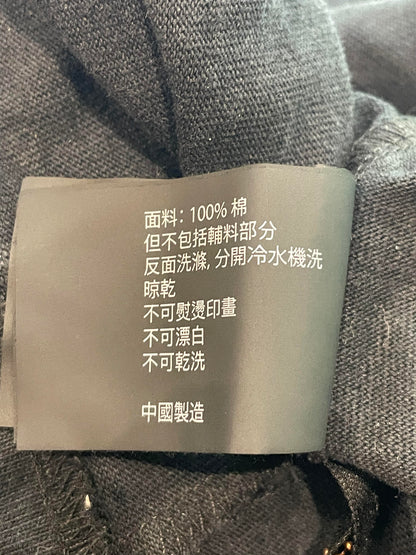 面料: 100% 棉
但不包括輔料部分
反面洗滌, 分開冷水機洗
晾乾
不可熨燙印畫
不可漂白
不可乾洗
中國製造